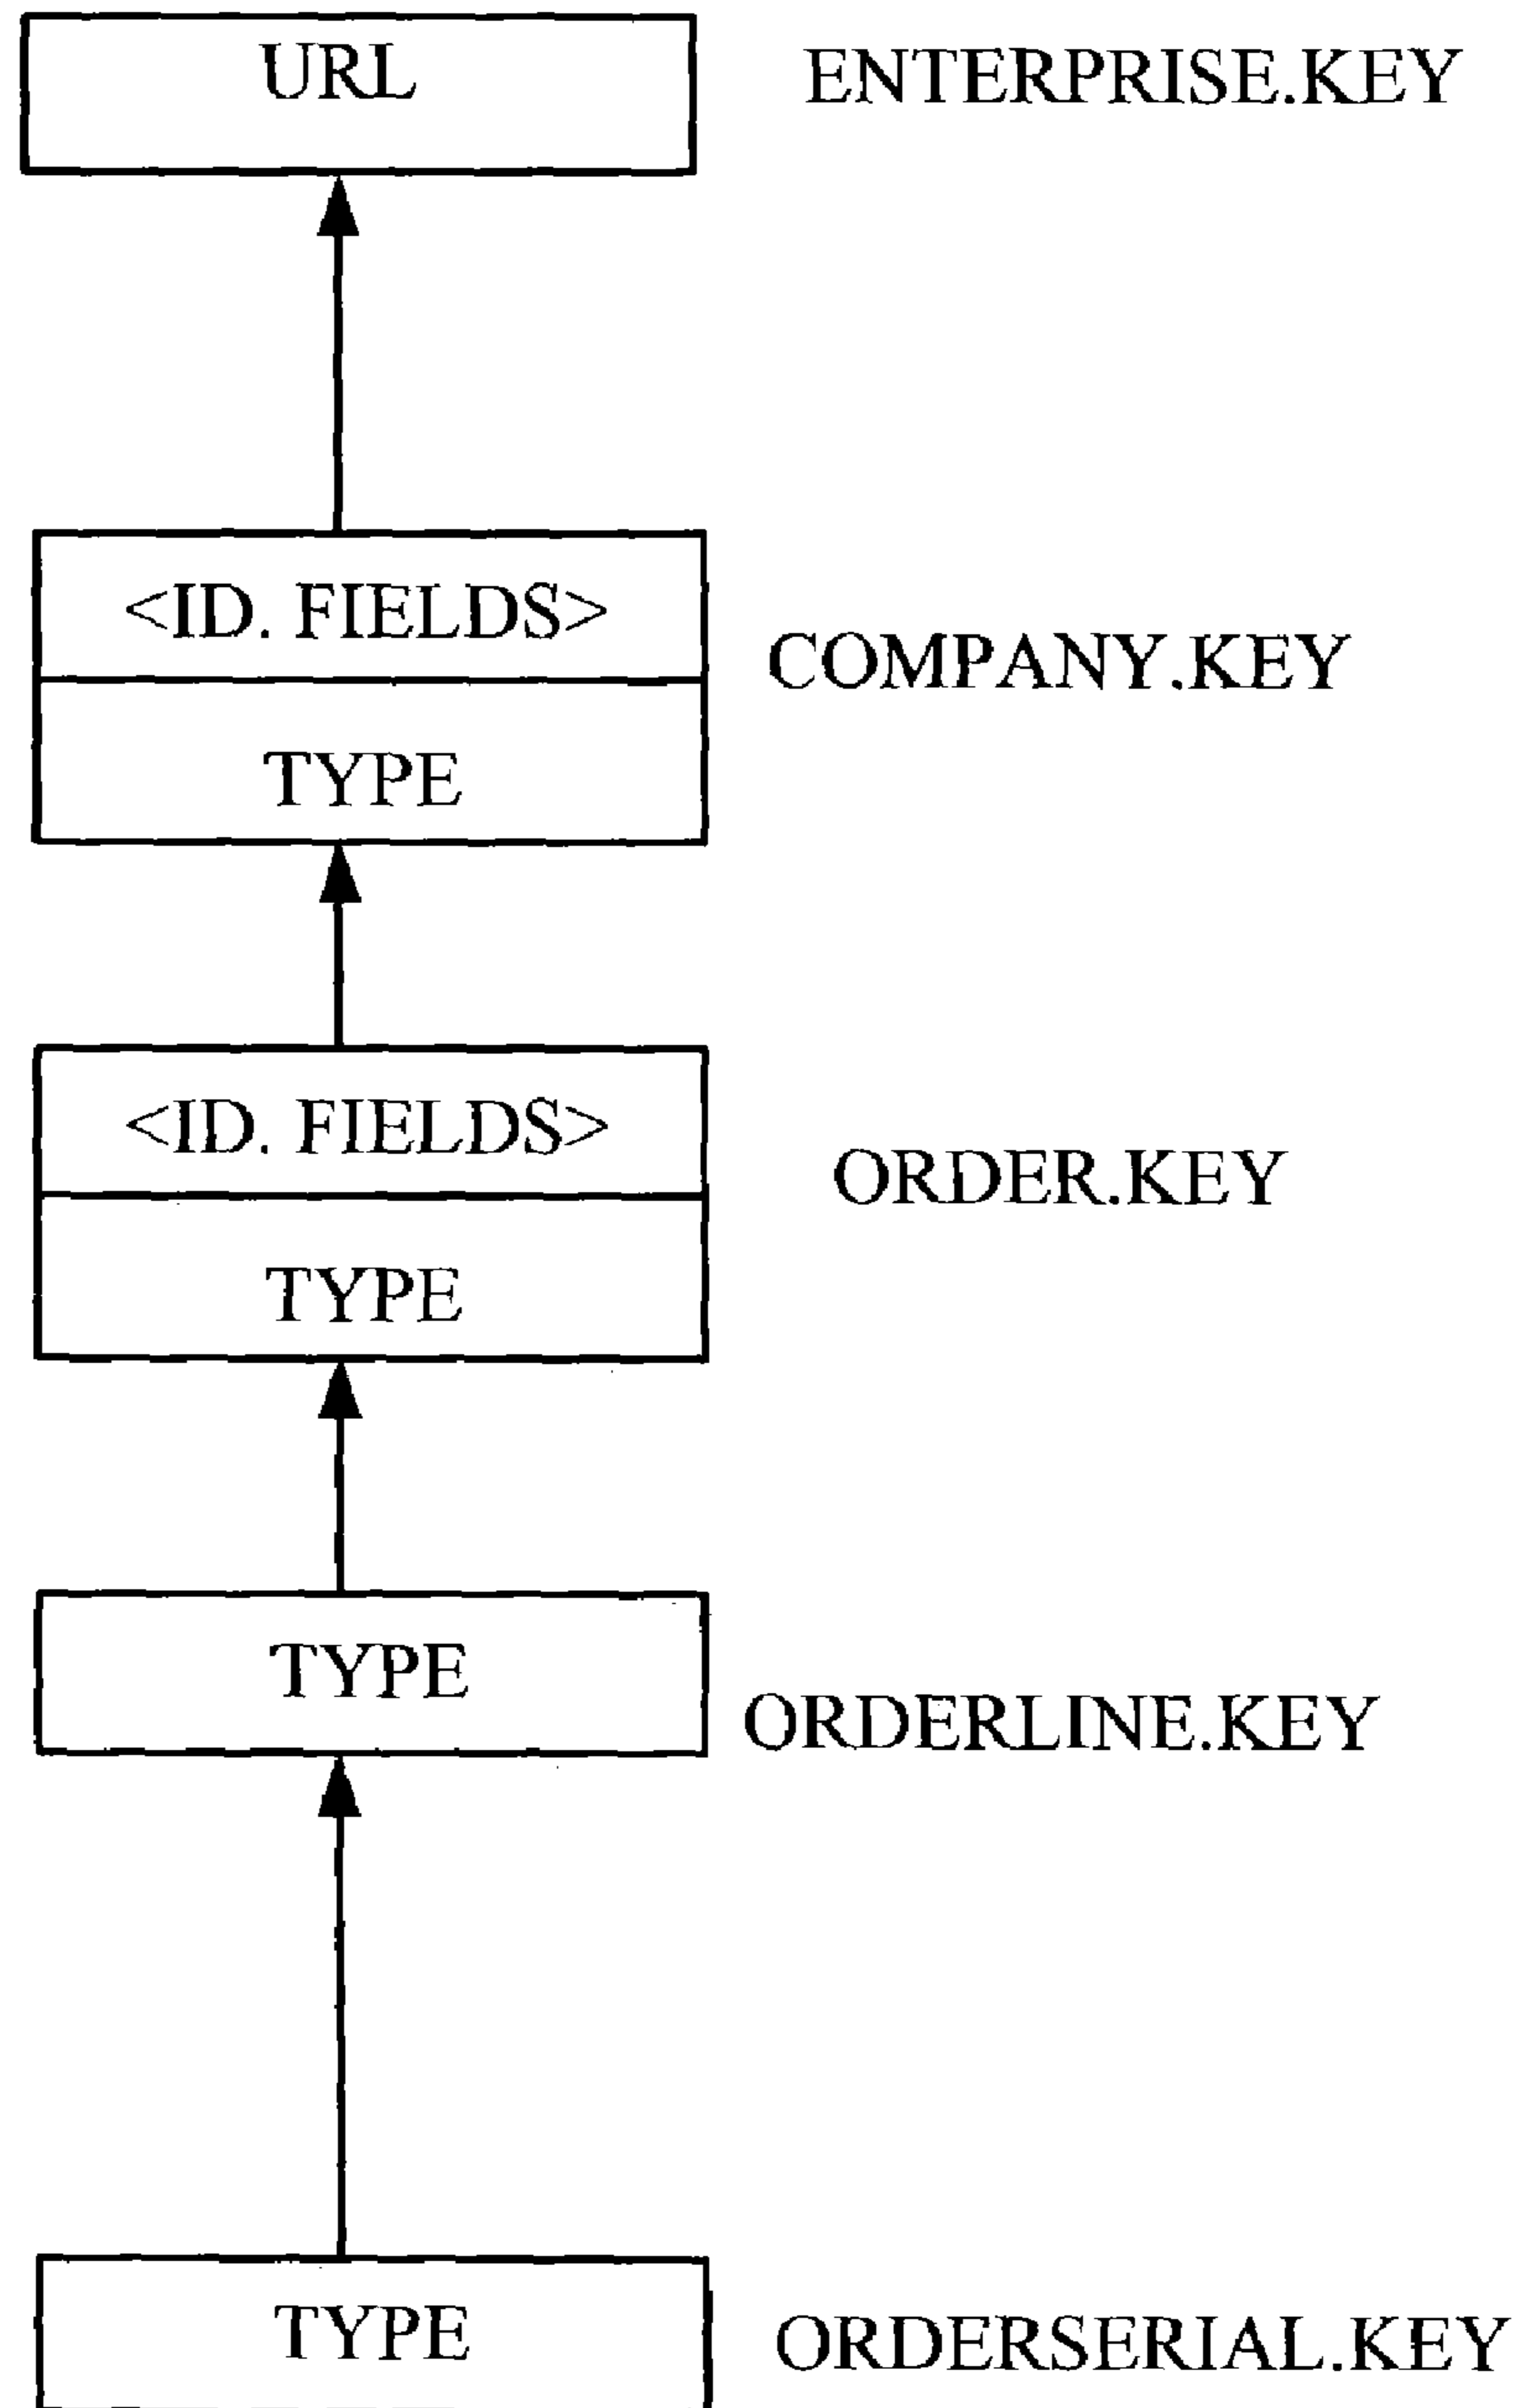 URL
ENTERPRISE.KEY
<ID. FIELDS>
COMPANY.KEY
TYPE
<ID. FIELDS>
ORDER.KEY
TYPE
TYPE
ORDERLINE.KEY
TYPE
ORDERSERIAL.KEY